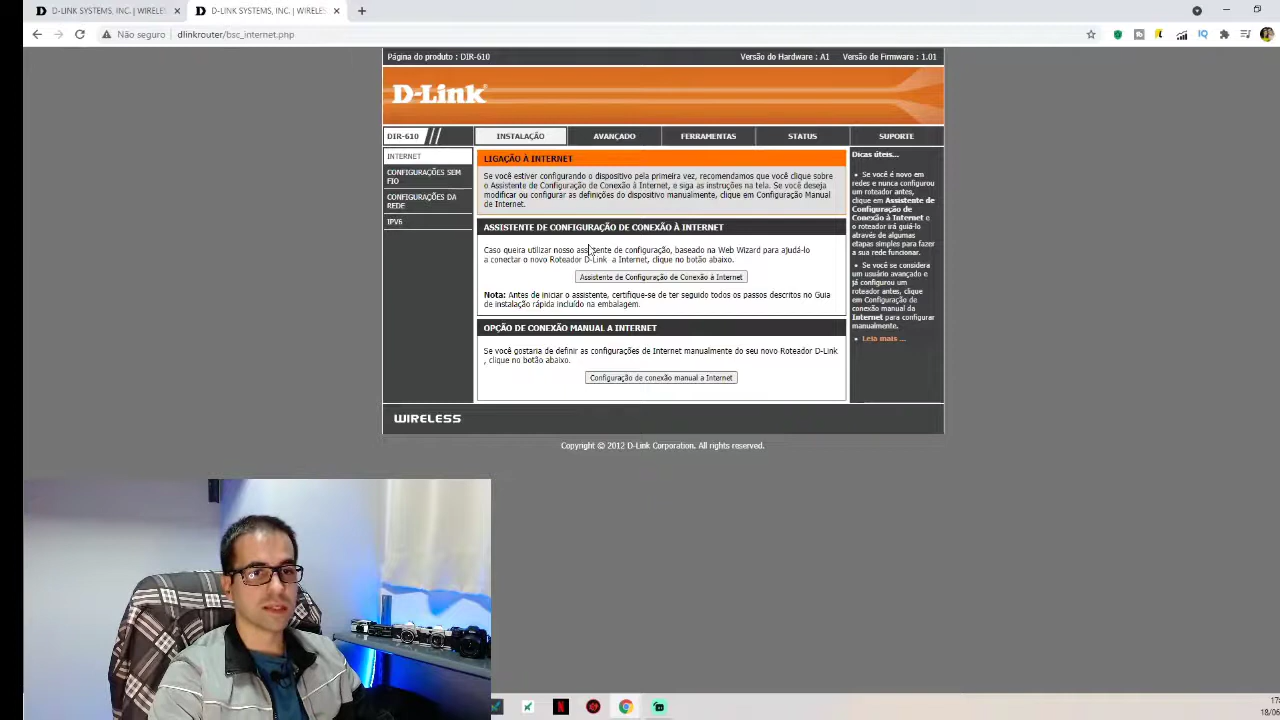 D-LINK SYSTEMS, INC. | WIRELES
D-LINK SYSTEMS, INC. | WIRELES
Não seguro
dlinkrouter/bsc_internet.php
Página do produto : DIR-610
Versão do Hardware : A1
Versão de Firmware : 1.01
D-Link
DIR-610
INSTALAÇÃO
AVANÇADO
FERRAMENTAS
STATUS
SUPORTE
INTERNET
CONFIGURAÇÕES SEM
FIO
CONFIGURAÇÕES DA
REDE
IPV6
LIGAÇÃO À INTERNET
Se você estiver configurando o dispositivo pela primeira vez, recomendamos que você clique sobre
o Assistente de Configuração de Conexão à Internet, e siga as instruções na tela. Se você deseja
modificar ou configurar as definições do dispositivo manualmente, clique em Configuração Manual
de Internet.
ASSISTENTE DE CONFIGURAÇÃO DE CONEXÃO À INTERNET
Caso queira utilizar nosso assistente de configuração, baseado na Web Wizard para ajudá-lo
a conectar o novo Roteador D-Link a Internet, clique no botão abaixo.
Assistente de Configuração de Conexão à Internet
Nota: Antes de iniciar o assistente, certifique-se de ter seguido todos os passos descritos no Guia
de instalação rápida incluído na embalagem.
OPÇÃO DE CONEXÃO MANUAL A INTERNET
Se você gostaria de definir as configurações de Internet manualmente do seu novo Roteador D-Link
, clique no botão abaixo.
Configuração de conexão manual a Internet
Dicas úteis...
• Se você é novo em
redes e nunca configurou
um roteador antes,
clique em Assistente de
Configuração de
Conexão à Internet e
o roteador irá guiá-lo
através de algumas
etapas simples para fazer
a sua rede funcionar.
• Se você se considera
um usuário avançado e
já configurou um
roteador antes, clique
em Configuração de
conexão manual da
Internet para configurar
manualmente.
• Leia mais ...
WIRELESS
Copyright © 2012 D-Link Corporation. All rights reserved.
18/06